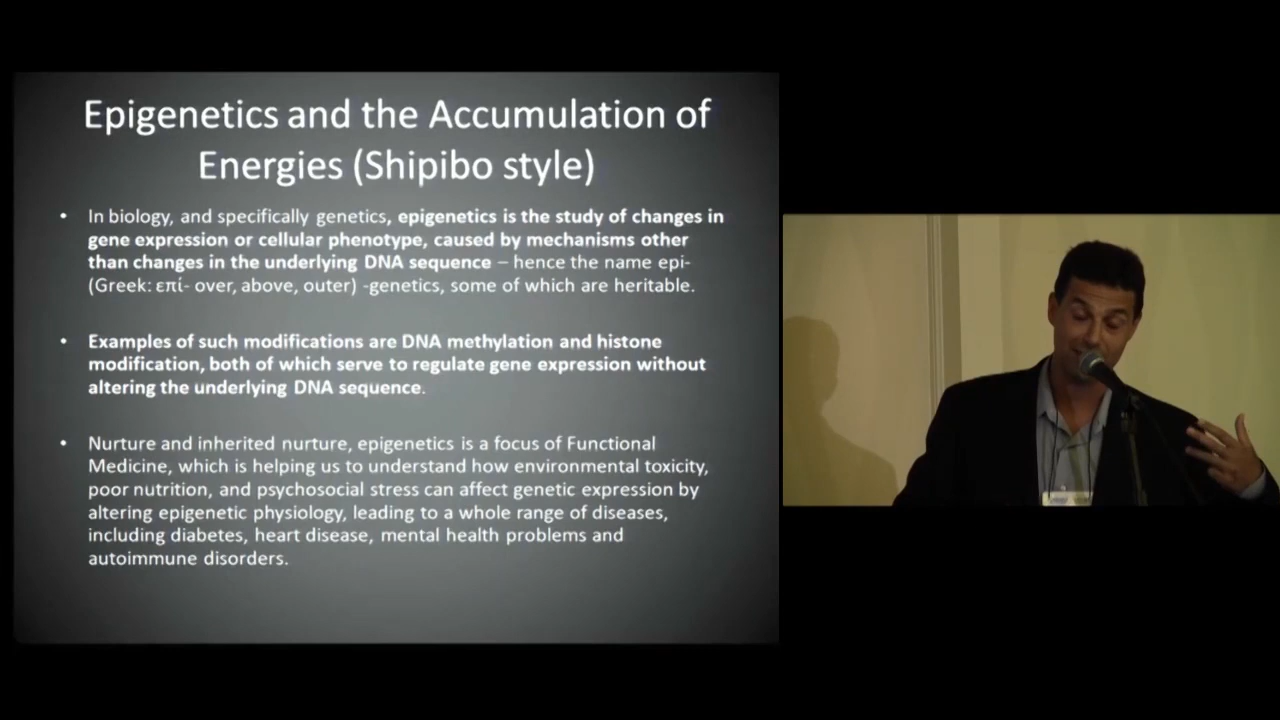 Epigenetics and the Accumulation of
Energies (Shipibo style)
• In biology, and specifically genetics, epigenetics is the study of changes in
gene expression or cellular phenotype, caused by mechanisms other
than changes in the underlying DNA sequence – hence the name epi-
(Greek: επί- over, above, outer) -genetics, some of which are heritable.
• Examples of such modifications are DNA methylation and histone
modification, both of which serve to regulate gene expression without
altering the underlying DNA sequence.
• Nurture and inherited nurture, epigenetics is a focus of Functional
Medicine, which is helping us to understand how environmental toxicity,
poor nutrition, and psychosocial stress can affect genetic expression by
altering epigenetic physiology, leading to a whole range of diseases,
including diabetes, heart disease, mental health problems and
autoimmune disorders.